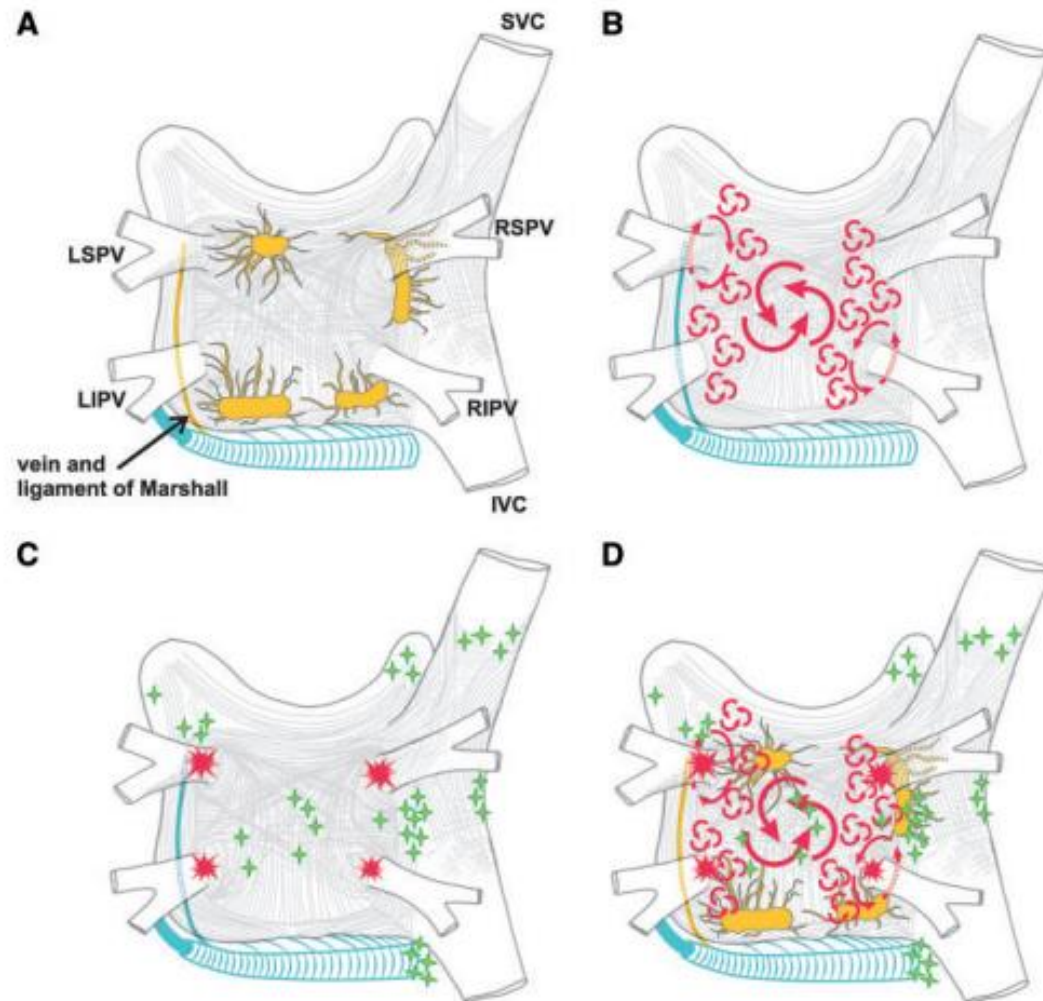 A
SVC
B
LSPV
RSPV
LIPV
RIPV
vein and
ligament of Marshall
IVC
C
D